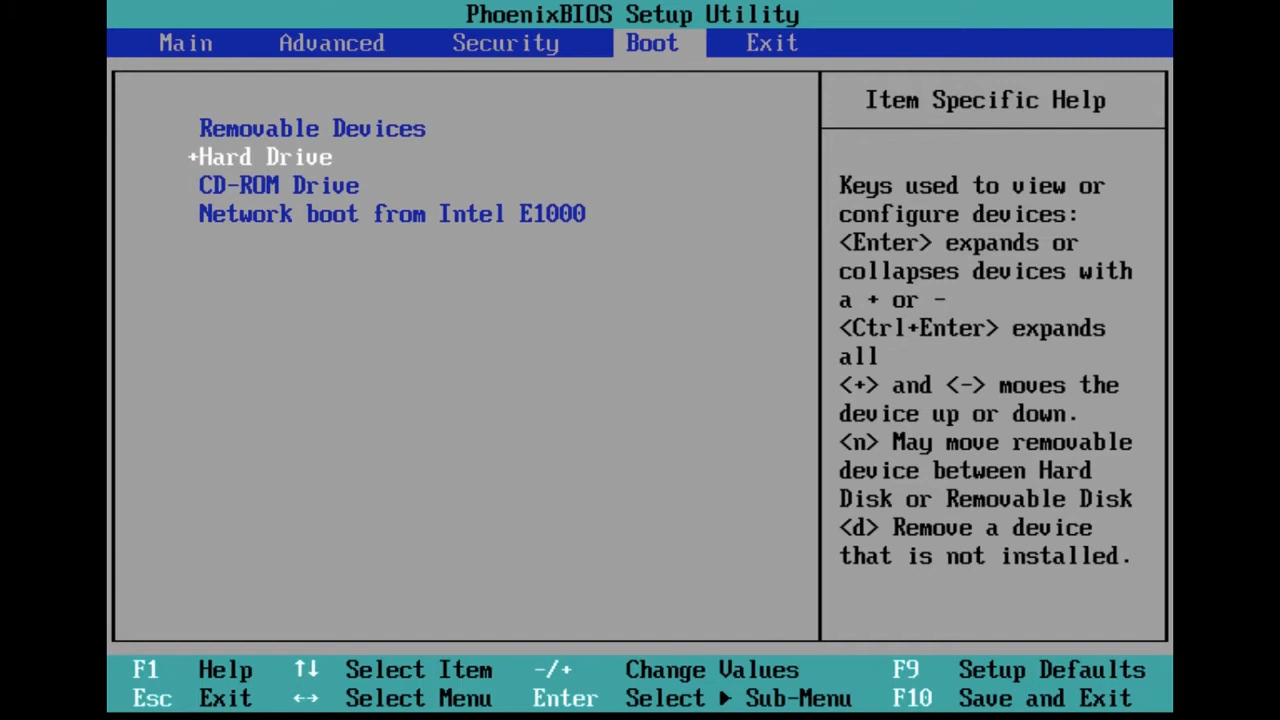 PhoenixBIOS Setup Utility
Main Advanced Security Boot Exit
Removable Devices
+Hard Drive
CD-ROM Drive
Network boot from Intel E1000
Item Specific Help
Keys used to view or
configure devices:
<Enter> expands or
collapses devices with
a + or -
<Ctrl+Enter> expands
all
<+> and <-> moves the
device up or down.
<n> May move removable
device between Hard
Disk or Removable Disk
<d> Remove a device
that is not installed.
F1 Help ↑↓ Select Item -/+ Change Values F9 Setup Defaults
Esc Exit ↔ Select Menu Enter Select ▶ Sub-Menu F10 Save and Exit